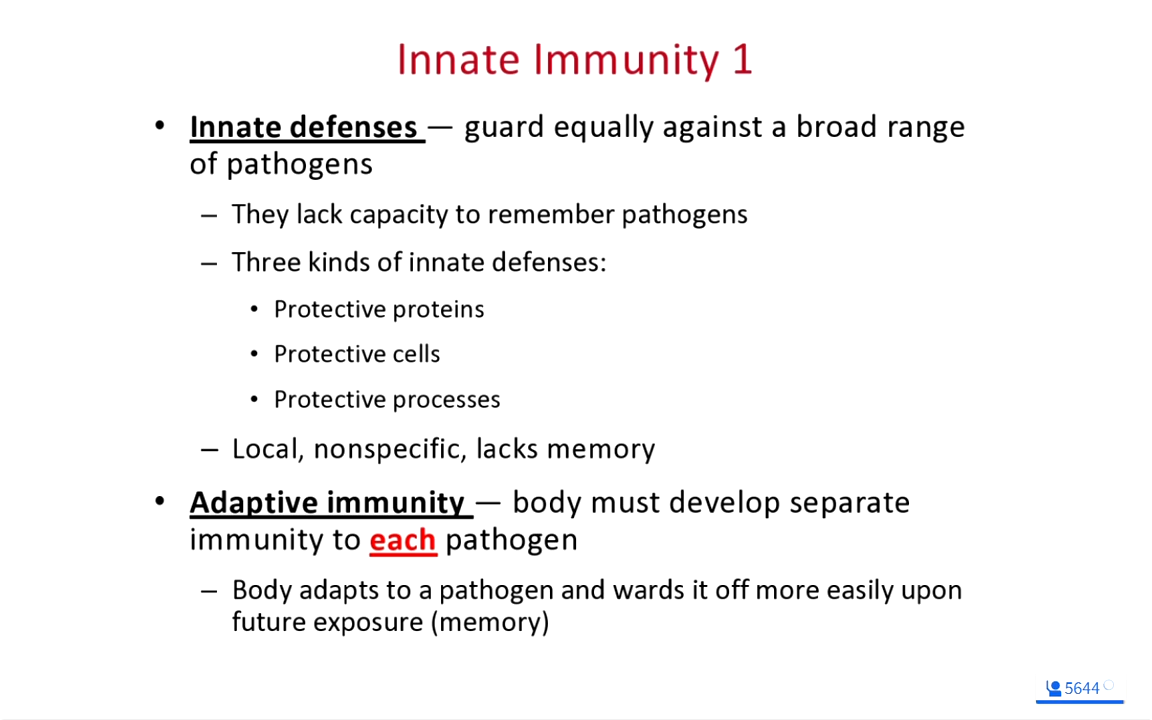 Innate Immunity 1
• Innate defenses — guard equally against a broad range
of pathogens
– They lack capacity to remember pathogens
– Three kinds of innate defenses:
• Protective proteins
• Protective cells
• Protective processes
– Local, nonspecific, lacks memory
• Adaptive immunity — body must develop separate
immunity to each pathogen
– Body adapts to a pathogen and wards it off more easily upon
future exposure (memory)
5644